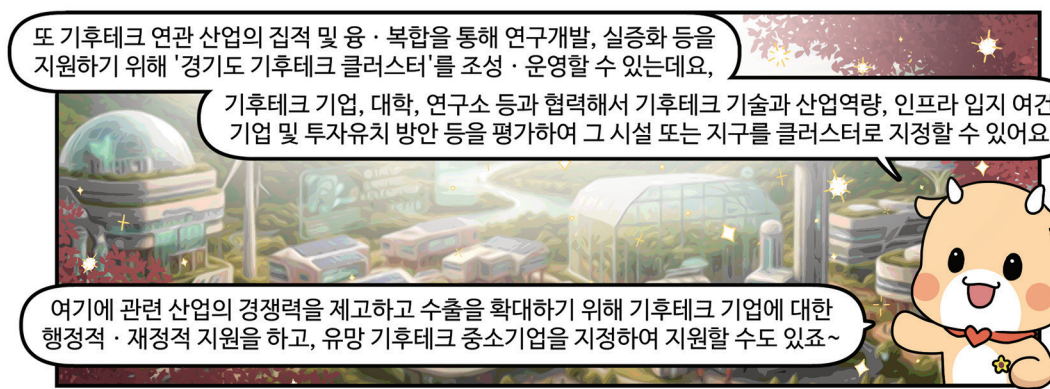 또 기후테크 연관 산업의 집적 및 융 · 복합을 통해 연구개발, 실증화 등을
지원하기 위해 '경기도 기후테크 클러스터'를 조성 · 운영할 수 있는데요,
기후테크 기업, 대학, 연구소 등과 협력해서 기후테크 기술과 산업역량, 인프라 입지 여건
기업 및 투자유치 방안 등을 평가하여 그 시설 또는 지구를 클러스터로 지정할 수 있어요
여기에 관련 산업의 경쟁력을 제고하고 수출을 확대하기 위해 기후테크 기업에 대한
행정적 · 재정적 지원을 하고, 유망 기후테크 중소기업을 지정하여 지원할 수도 있죠~